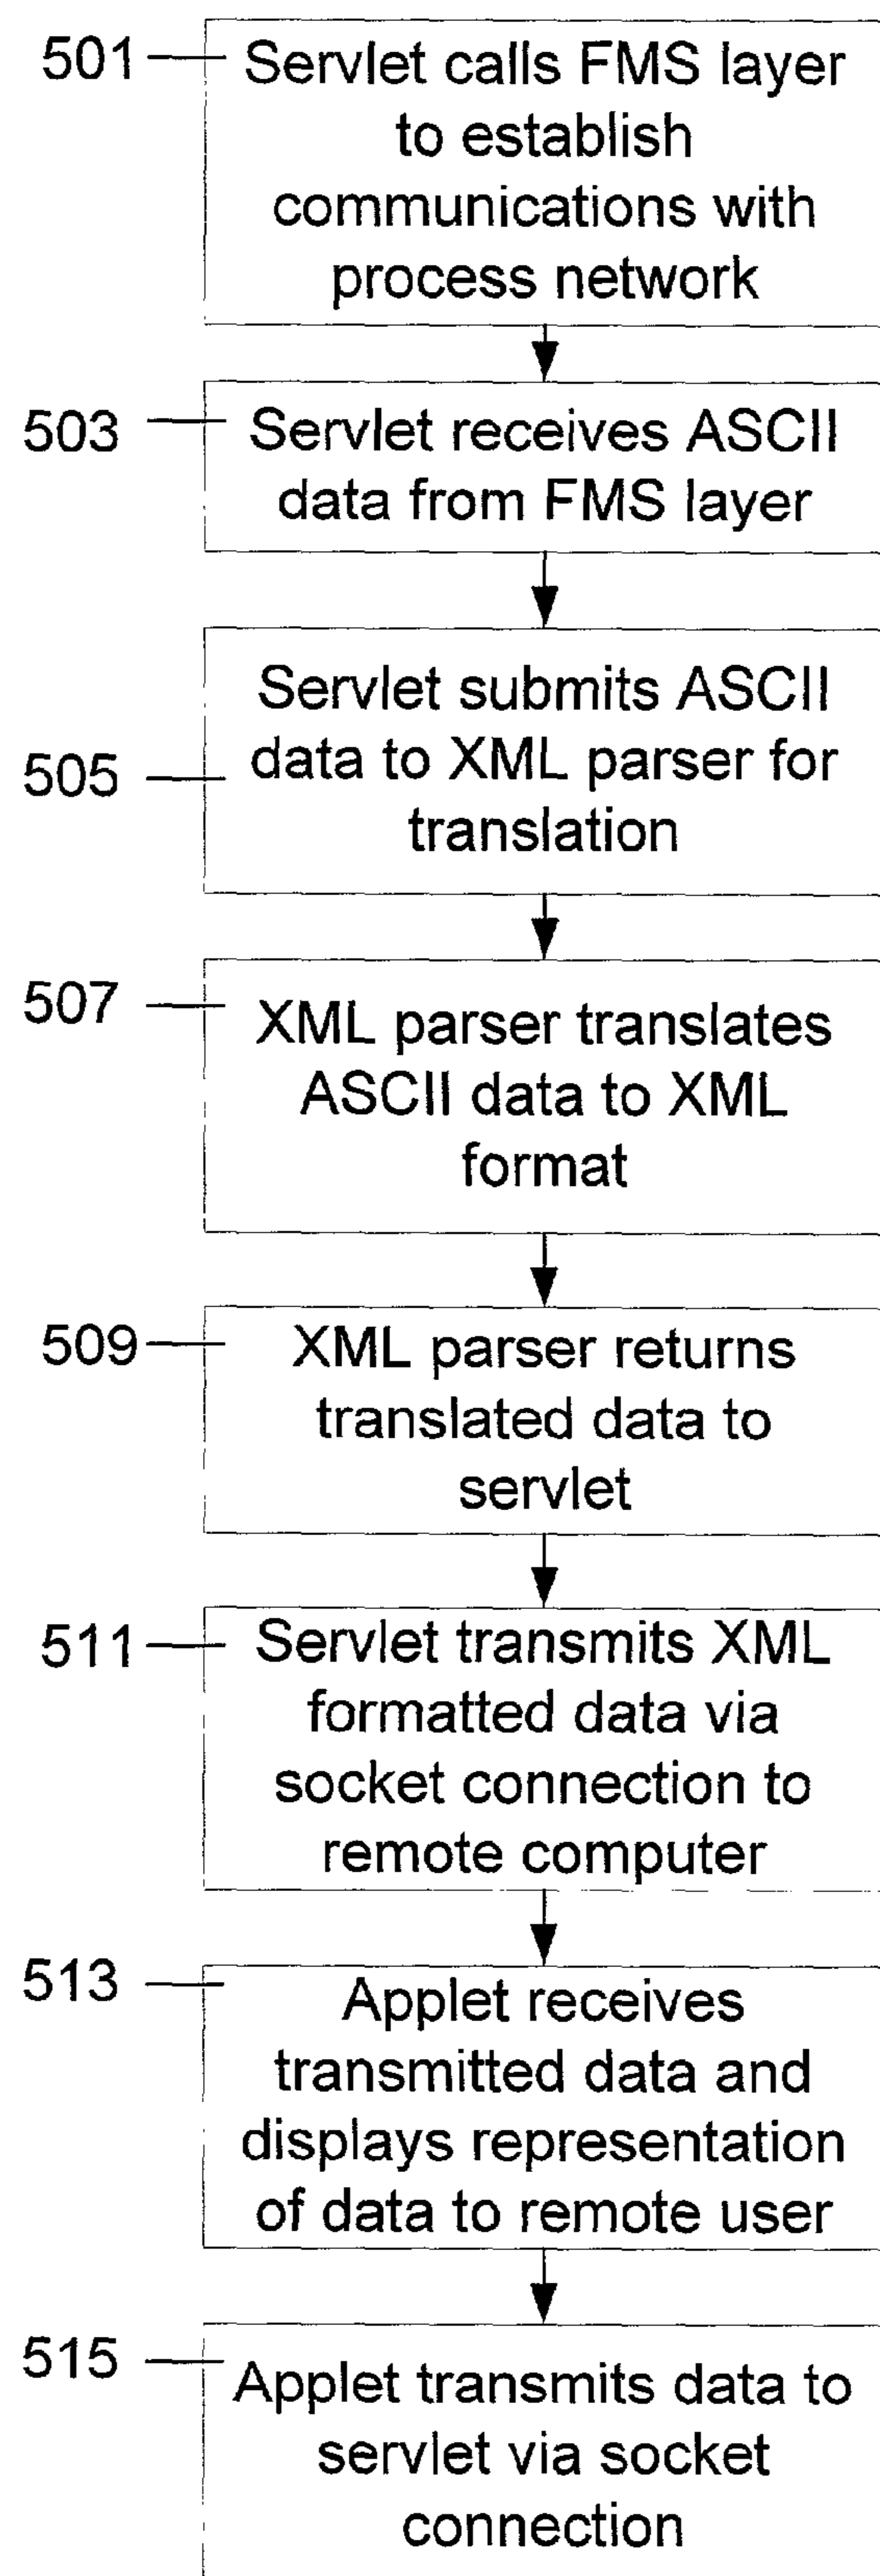 501 Servlet calls FMS layer
to establish
communications with
process network
503 Servlet receives ASCII
data from FMS layer
Servlet submits ASCII
505 data to XML parser for
translation
507 XML parser translates
ASCII data to XML
format
509 XML parser returns
translated data to
servlet
511 Servlet transmits XML
formatted data via
socket connection to
remote computer
513 Applet receives
transmitted data and
displays representation
of data to remote user
515 Applet transmits data to
servlet via socket
connection